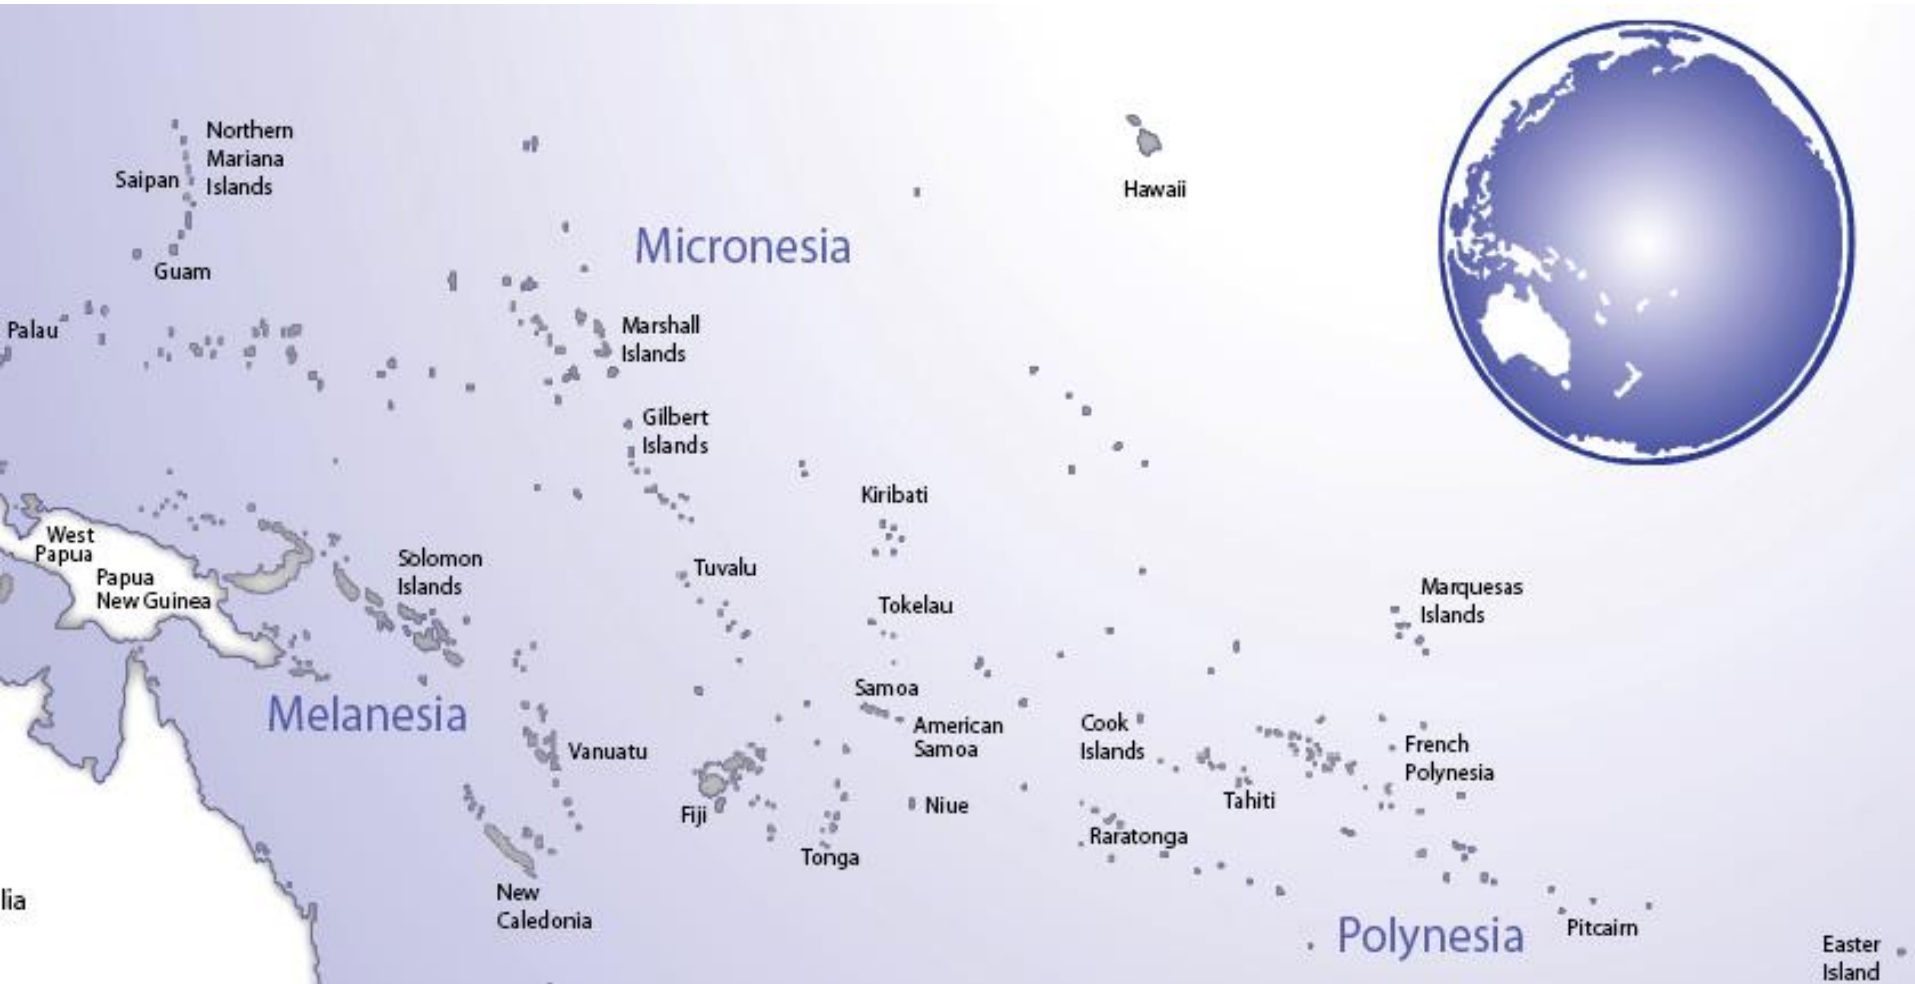 Northern
Mariana
Islands
Saipan
Guam
Palau
Hawaii
Micronesia
Marshall
Islands
Gilbert
Islands
Kiribati
West
Papua
Papua
New Guinea
Solomon
Islands
Tuvalu
Tokelau
Marquesas
Islands
Melanesia
Samoa
American
Samoa
Cook
Islands
Vanuatu
French
Polynesia
Fiji
Niue
Tahiti
Raratonga
Tonga
New
Caledonia
lia
Polynesia
Pitcairn
Easter
Island